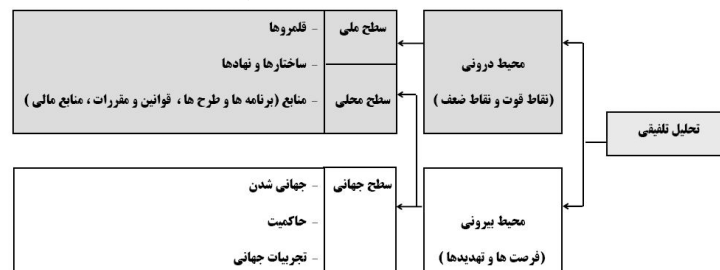 تحلیل تلفیقی
محیط درونی
(نقاط قوت و نقاط ضعف )
سطح ملی
سطح محلی
- قلمروها
- ساختارها و نهادها
- منابع (برنامه ها و طرح ها ، قوانین و مقررات ، منابع مالی )
محیط بیرونی
(فرصت ها و تهدیدها )
سطح جهانی
- جهانی شدن
- حاکمیت
- تجربیات جهانی